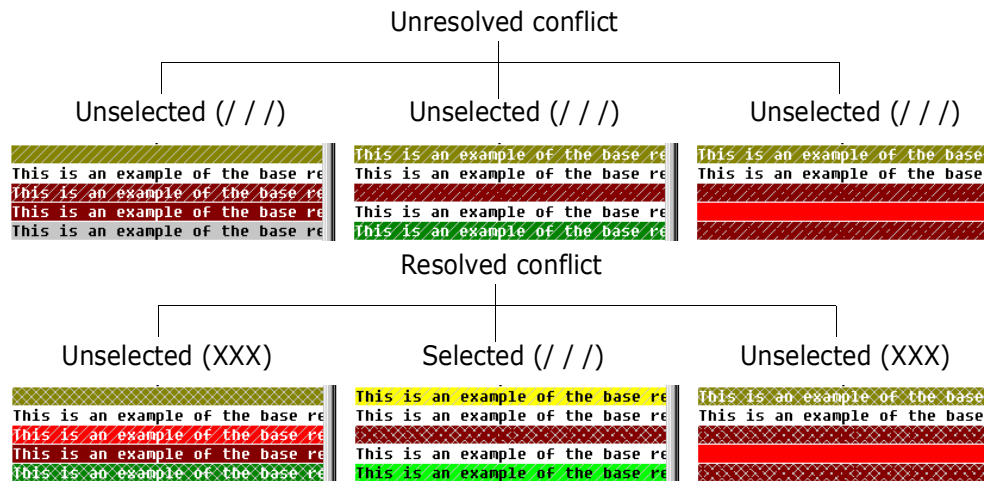 Unresolved conflict
Unselected (/ / /)
Unselected (/ / /)
Unselected (/ / /)
This is an example of the base re
This is an example of the base re
This is an example of the base re
This is an example of the base re
This is an example of the base re
This is an example of the base re
This is an example of the base re
This is an example of the base re
This is an example of the base
This is an example of the base
Resolved conflict
Unselected (XXX)
Selected (/ / /)
Unselected (XXX)
This is an example of the base re
This is an example of the base re
This is an example of the base re
This is an example of the base re
This is an example of the base re
This is an example of the base re
This is an example of the base re
This is an example of the base re
This is an example of the base
This is an example of the base